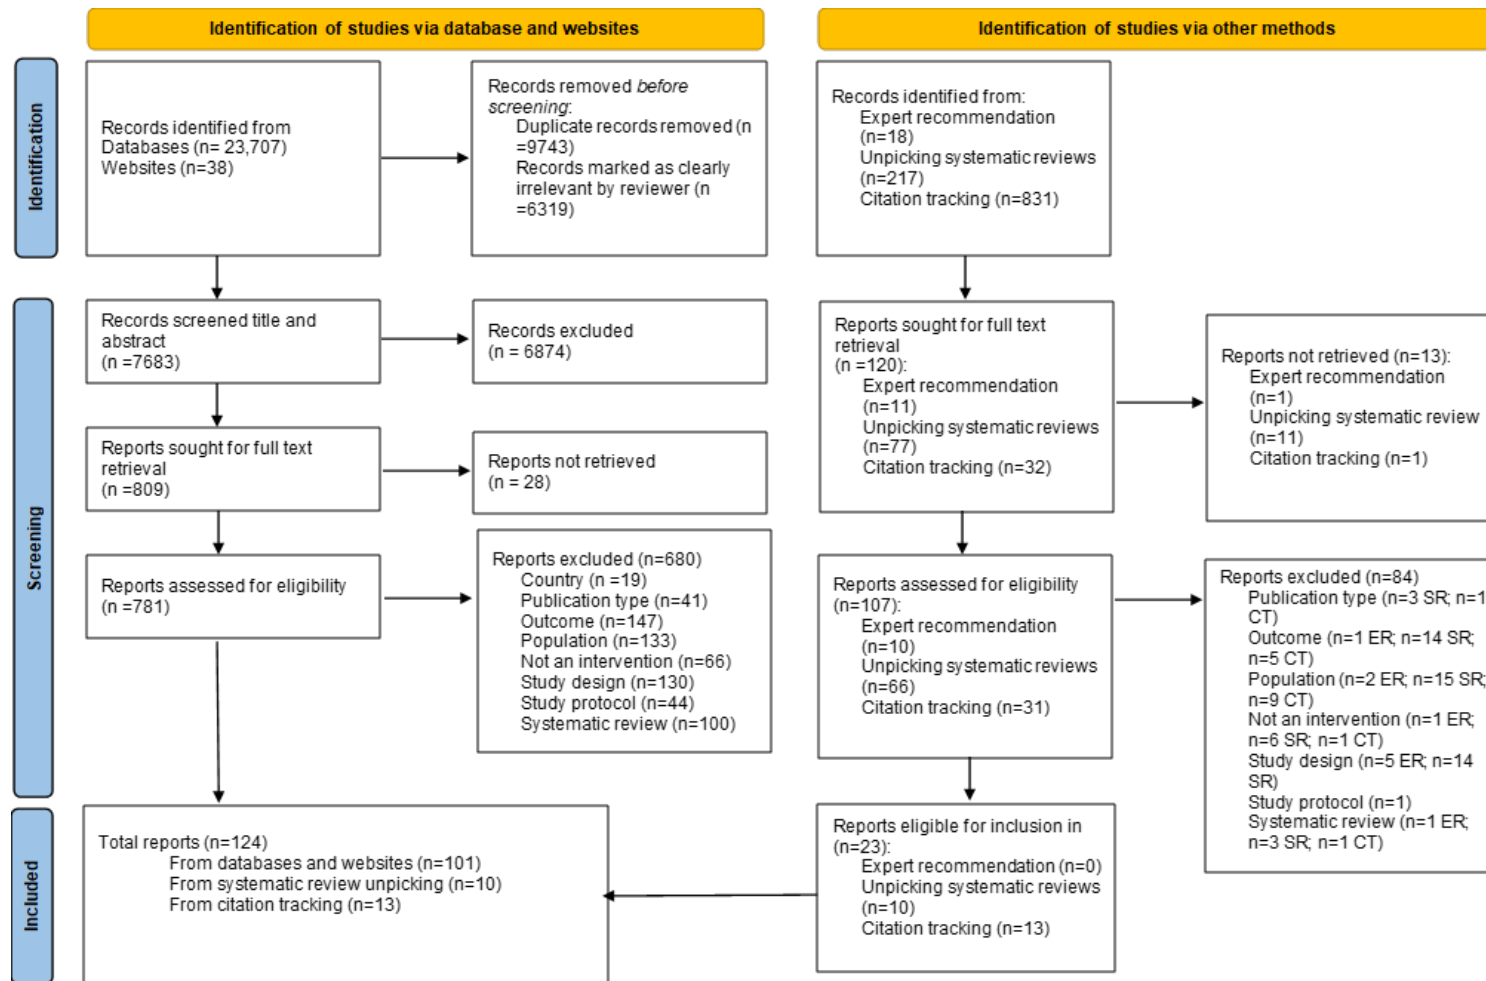 Identification of studies via database and websites
Identification of studies via other methods
Identification
Records identified from
Databases (n= 23,707)
Websites (n=38)
Records removed before
screening:
Duplicate records removed (n
=9743)
Records marked as clearly
irrelevant by reviewer (n
=6319)
Records identified from:
Expert recommendation
(n=18)
Unpicking systematic reviews
(n=217)
Citation tracking (n=831)
Screening
Records screened title and
abstract
(n =7683)
Records excluded
(n = 6874)
Reports sought for full text
retrieval
(n =120):
Expert recommendation
(n=11)
Unpicking systematic reviews
(n=77)
Citation tracking (n=32)
Reports not retrieved (n=13):
Expert recommendation
(n=1)
Unpicking systematic review
(n=11)
Citation tracking (n=1)
Reports sought for full text
retrieval
(n =809)
Reports not retrieved
(n = 28)
Reports assessed for eligibility
(n =781)
Reports excluded (n=680)
Country (n =19)
Publication type (n=41)
Outcome (n=147)
Population (n=133)
Not an intervention (n=66)
Study design (n=130)
Study protocol (n=44)
Systematic review (n=100)
Reports assessed for eligibility
(n=107):
Expert recommendation
(n=10)
Unpicking systematic reviews
(n=66)
Citation tracking (n=31)
Reports excluded (n=84)
Publication type (n=3 SR; n=1
CT)
Outcome (n=1 ER; n=14 SR;
n=5 CT)
Population (n=2 ER; n=15 SR;
n=9 CT)
Not an intervention (n=1 ER;
n=6 SR; n=1 CT)
Study design (n=5 ER; n=14
SR)
Study protocol (n=1)
Systematic review (n=1 ER;
n=3 SR; n=1 CT)
Included
Total reports (n=124)
From databases and websites (n=101)
From systematic review unpicking (n=10)
From citation tracking (n=13)
Reports eligible for inclusion in
(n=23):
Expert recommendation (n=0)
Unpicking systematic reviews
(n=10)
Citation tracking (n=13)